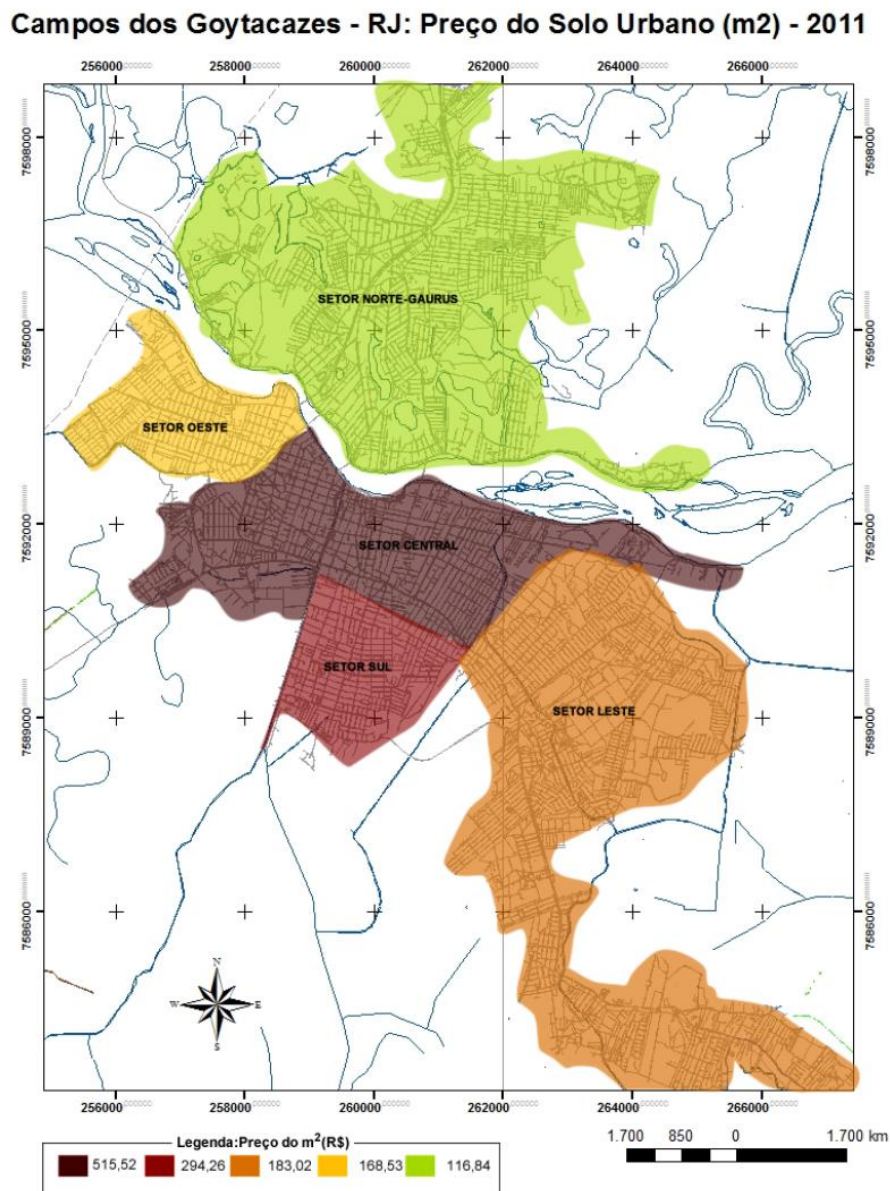 Campos dos Goytacazes - RJ: Preço do Solo Urbano (m2) - 2011
256000 258000 260000 262000 264000 266000
7598000 7598000
SETOR NORTE-GAURUS
7595000 7595000
SETOR OESTE
7592000 7592000
SETOR CENTRAL
SETOR SUL
SETOR LESTE
7589000 7589000
7586000 7586000
N
W E
S
256000 258000 260000 262000 264000 266000
Legenda:Preço do m²(R$)
515,52 294,26 183,02 168,53 116,84
1.700 850 0 1.700 km